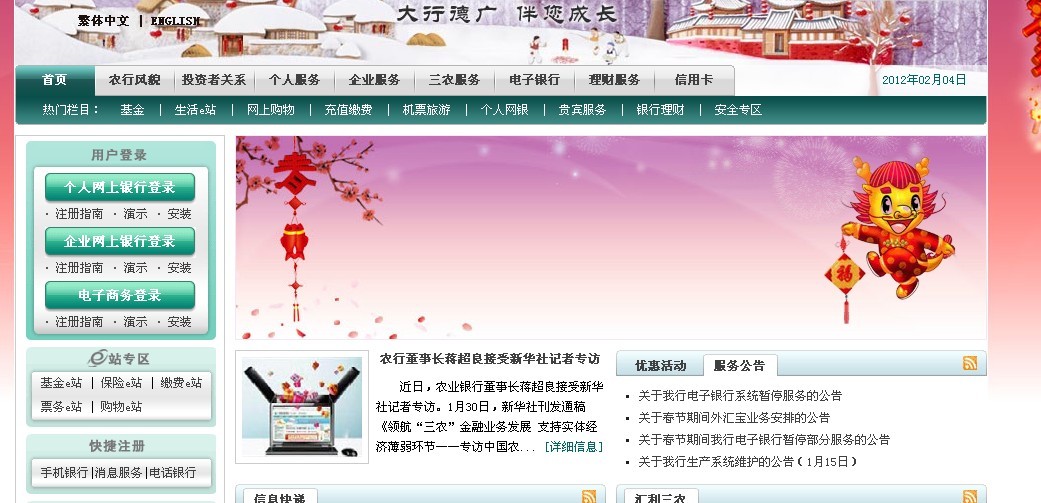 繁体中文 | ENGLISH
大行德广 伴您成长
首页 农行风貌 投资者关系 个人服务 企业服务 三农服务 电子银行 理财服务 信用卡 2012年02月04日
热门栏目： 基金 | 生活e站 | 网上购物 | 充值缴费 | 机票旅游 | 个人网银 | 贵宾服务 | 银行理财 | 安全专区
用户登录
个人网上银行登录
· 注册指南 · 演示 · 安装
企业网上银行登录
· 注册指南 · 演示 · 安装
电子商务登录
· 注册指南 · 演示 · 安装
e站专区
基金e站 | 保险e站 | 缴费e站
票务e站 | 购物e站
快捷注册
手机银行|消息服务|电话银行
春
福
农行董事长蒋超良接受新华社记者专访
近日，农业银行董事长蒋超良接受新华
社记者专访。1月30日，新华社刊发通稿
《领航“三农”金融业务发展 支持实体经
济薄弱环节——专访中国农... [详细信息]
优惠活动 服务公告
· 关于我行电子银行系统暂停服务的公告
· 关于春节期间外汇宝业务安排的公告
· 关于春节期间我行电子银行暂停部分服务的公告
· 关于我行生产系统维护的公告（1月15日）
信息快递
汇利三农